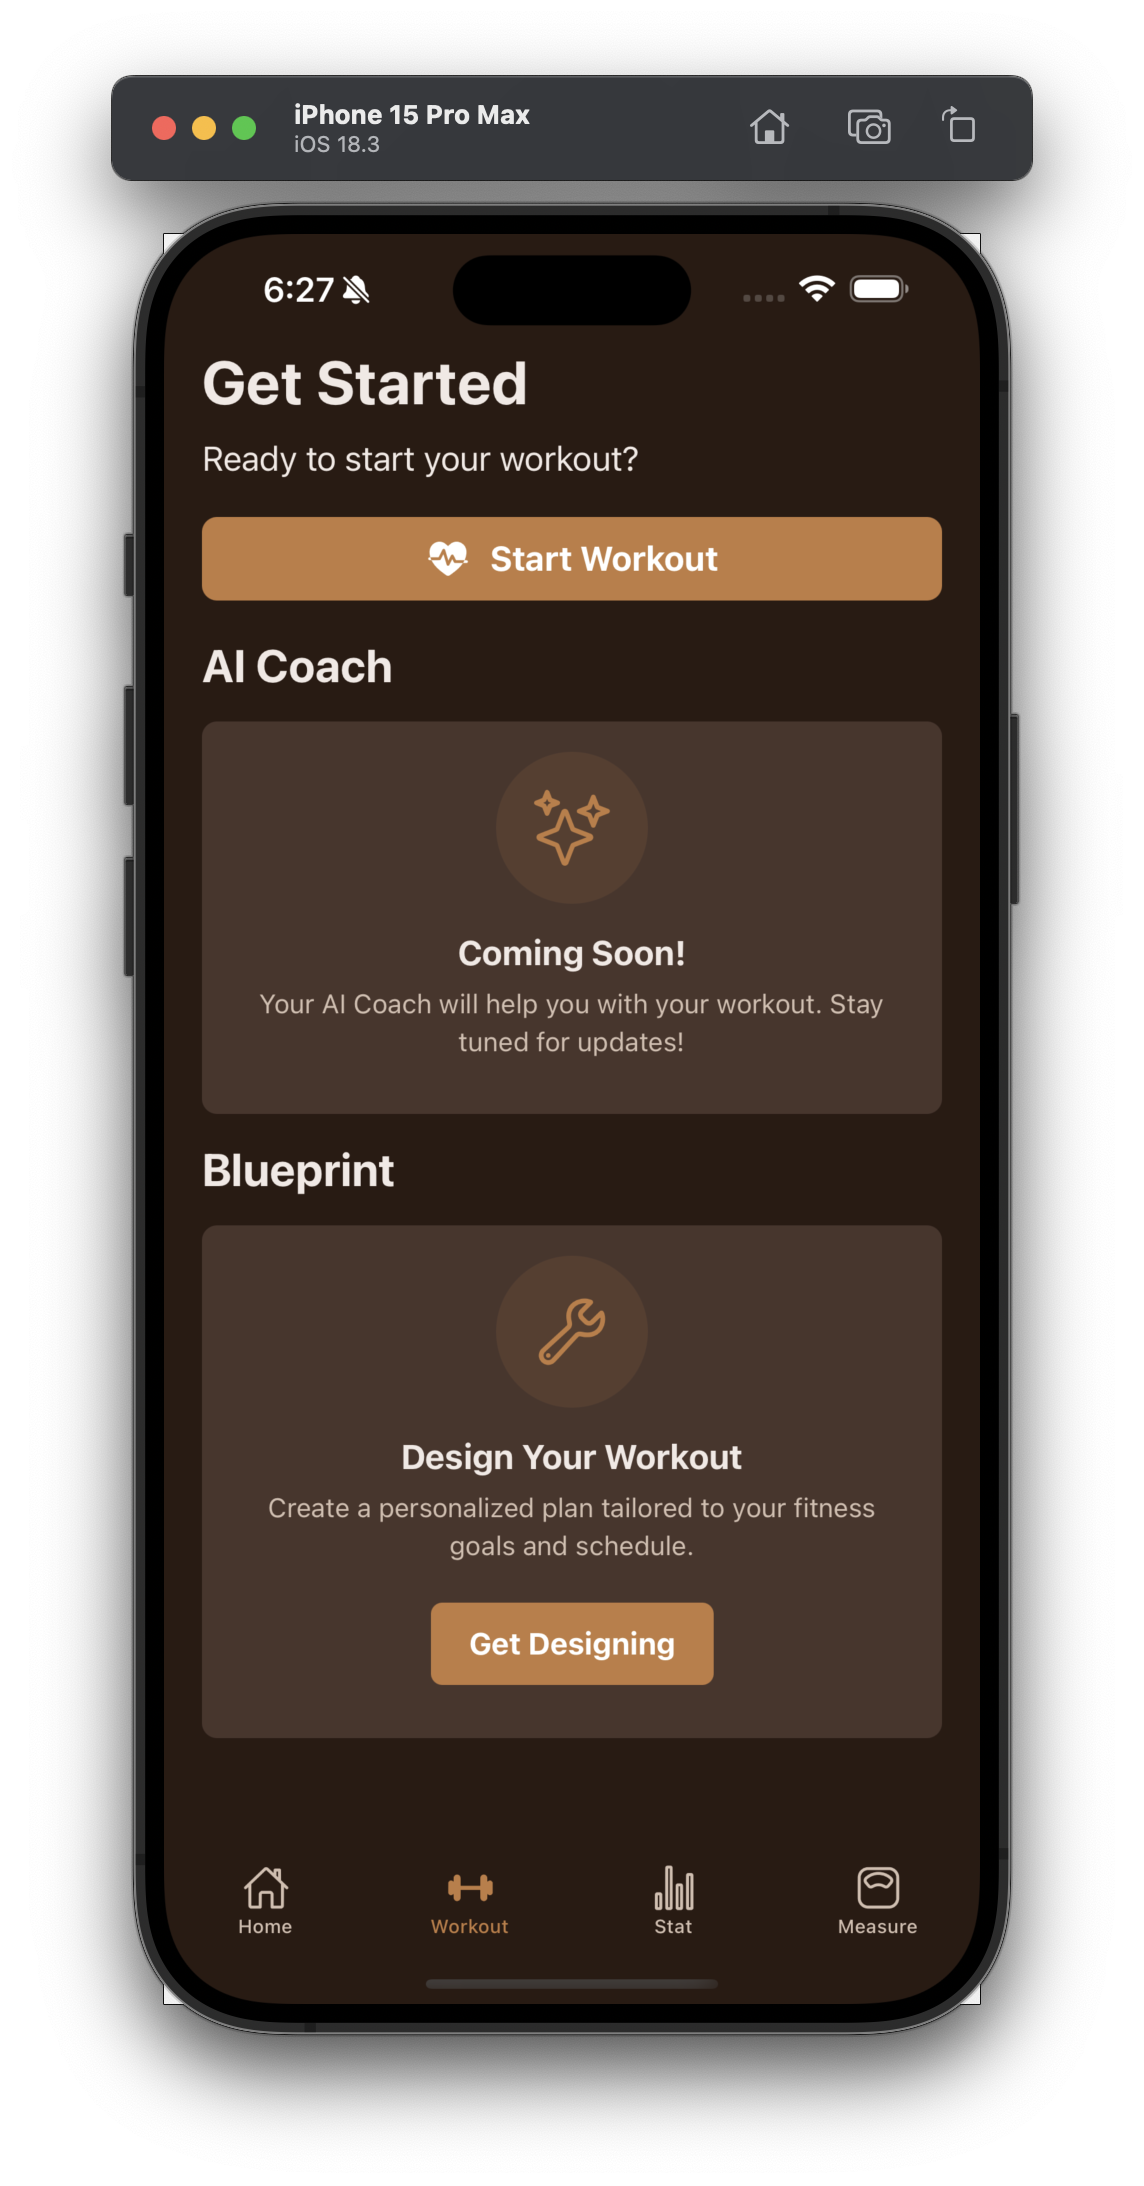 iPhone 15 Pro Max
iOS 18.3
6:27
Get Started
Ready to start your workout?
Start Workout
AI Coach
Coming Soon!
Your AI Coach will help you with your workout. Stay
tuned for updates!
Blueprint
Design Your Workout
Create a personalized plan tailored to your fitness
goals and schedule.
Get Designing
Home
Workout
Stat
Measure